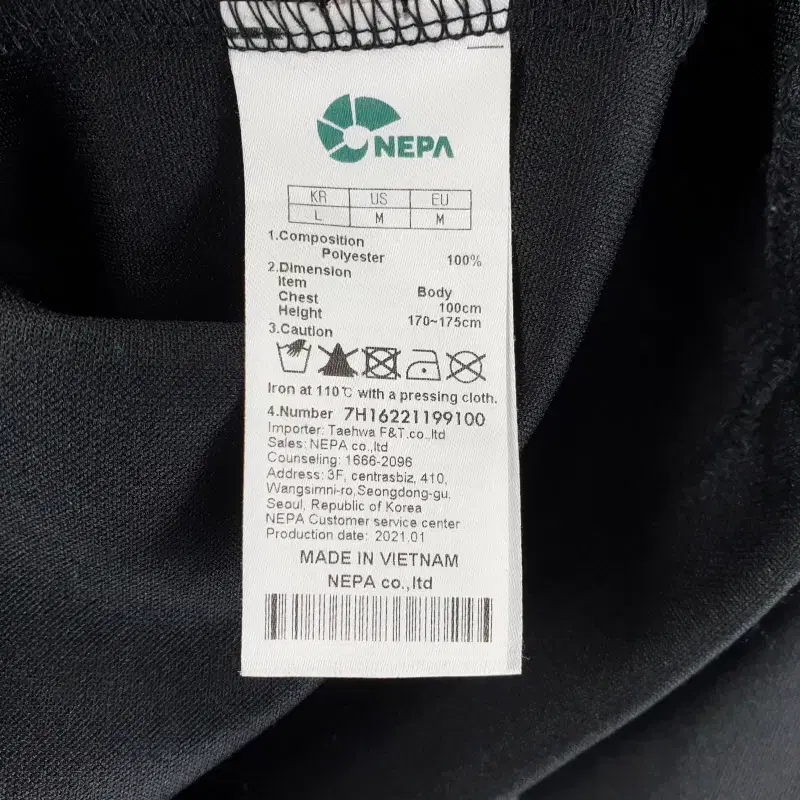 NEPA
KR US EU
L M M
1.Composition
Polyester 100%
2.Dimension
Item Body
Chest 100cm
Height 170~175cm
3.Caution
Iron at 110℃ with a pressing cloth.
4.Number 7H16221199100
Importer: Taehwa F&T.co.,ltd
Sales: NEPA co.,ltd
Counseling: 1666-2096
Address: 3F, centrasbiz, 410,
Wangsimni-ro,Seongdong-gu,
Seoul, Republic of Korea
NEPA Customer service center
Production date: 2021.01
MADE IN VIETNAM
NEPA co.,ltd